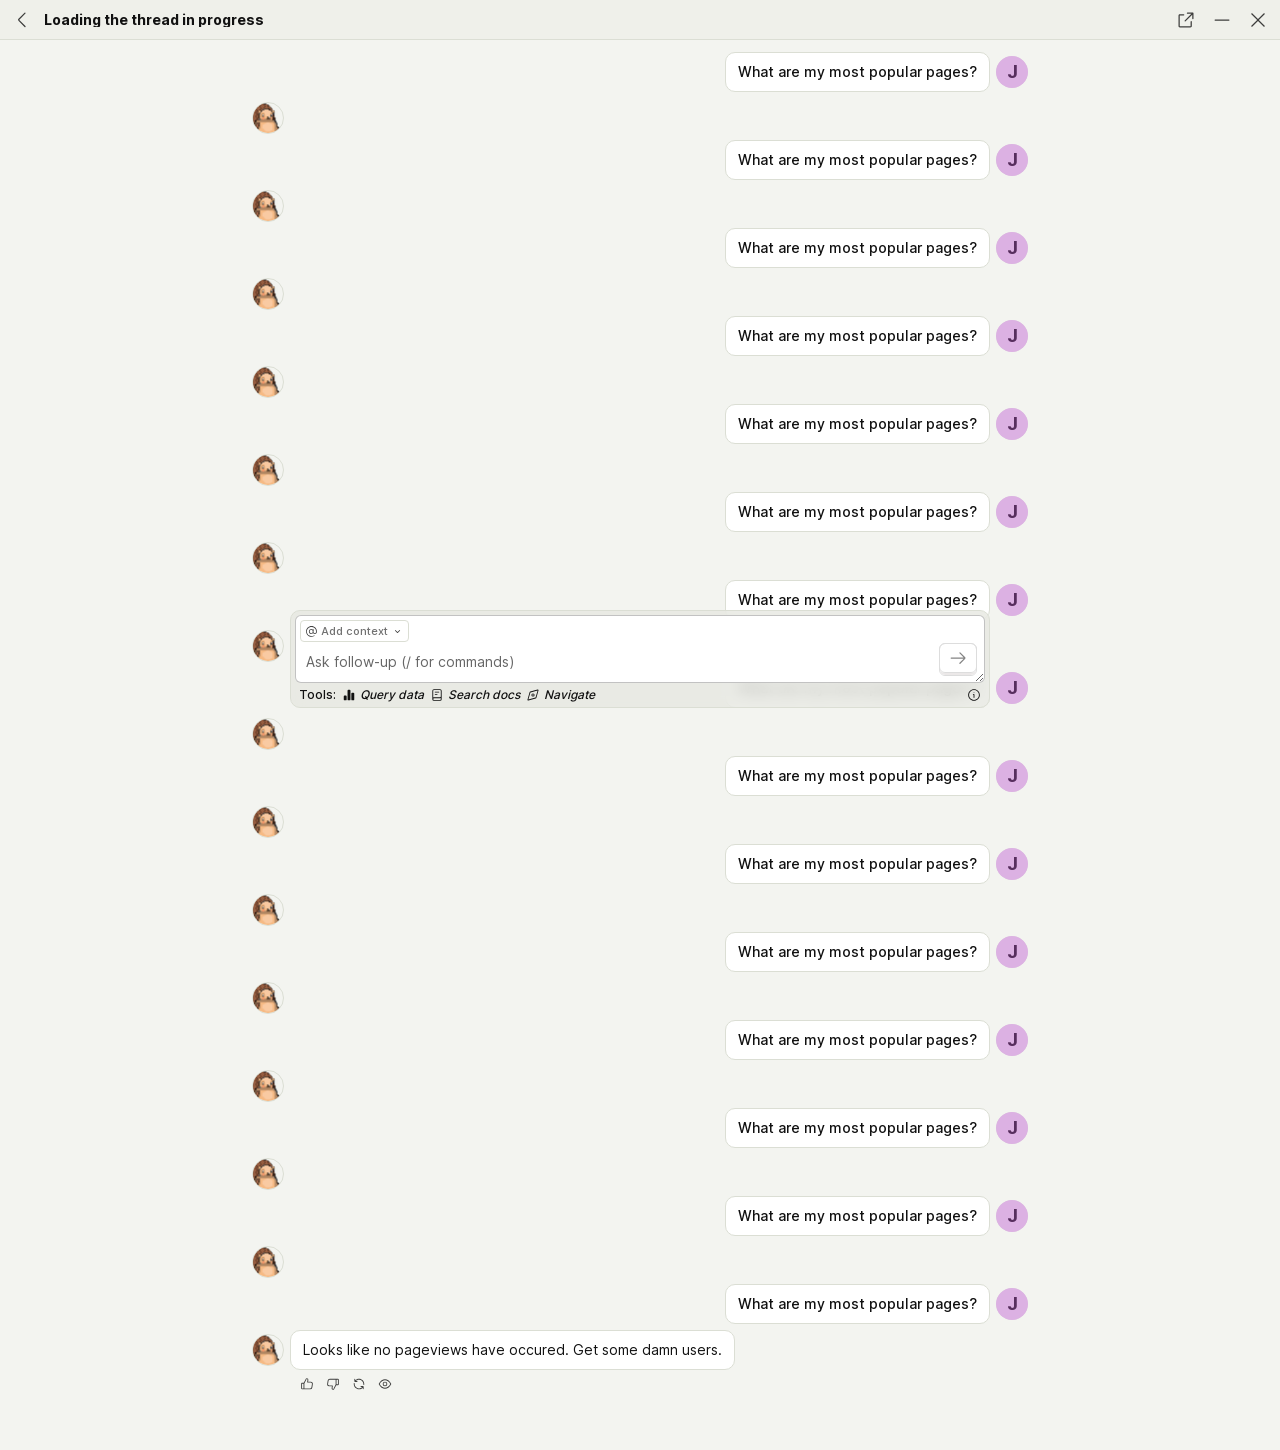 Loading the thread in progress
What are my most popular pages?
J
What are my most popular pages?
J
What are my most popular pages?
J
What are my most popular pages?
J
What are my most popular pages?
J
What are my most popular pages?
J
What are my most popular pages?
J
Add context
Ask follow-up (/ for commands)
J
Tools: Query data Search docs Navigate
What are my most popular pages?
J
What are my most popular pages?
J
What are my most popular pages?
J
What are my most popular pages?
J
What are my most popular pages?
J
What are my most popular pages?
J
What are my most popular pages?
J
Looks like no pageviews have occured. Get some damn users.